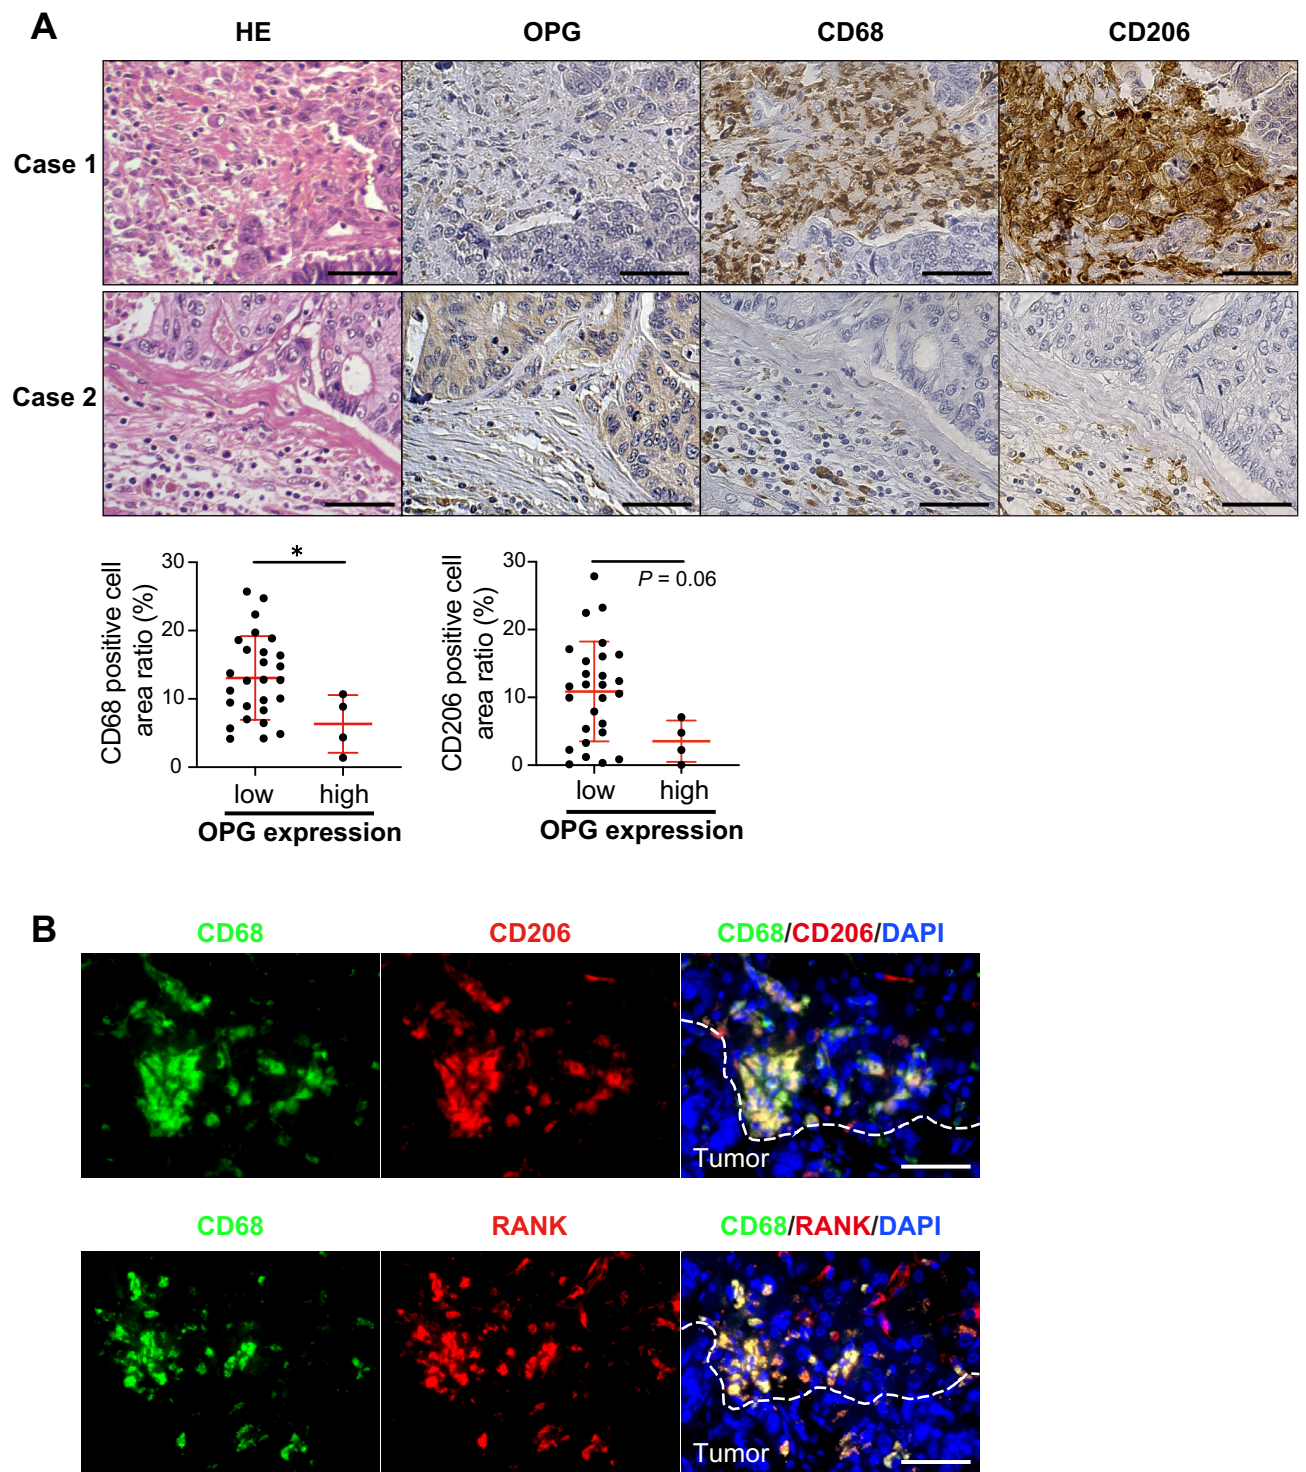 A
HE OPG CD68 CD206
Case 1
Case 2
CD68 positive cell
area ratio (%)
30
20
10
0
*
low high
OPG expression
CD206 positive cell
area ratio (%)
30
20
10
0
P = 0.06
low high
OPG expression
B
CD68 CD206 CD68/CD206/DAPI
Tumor
CD68 RANK CD68/RANK/DAPI
Tumor